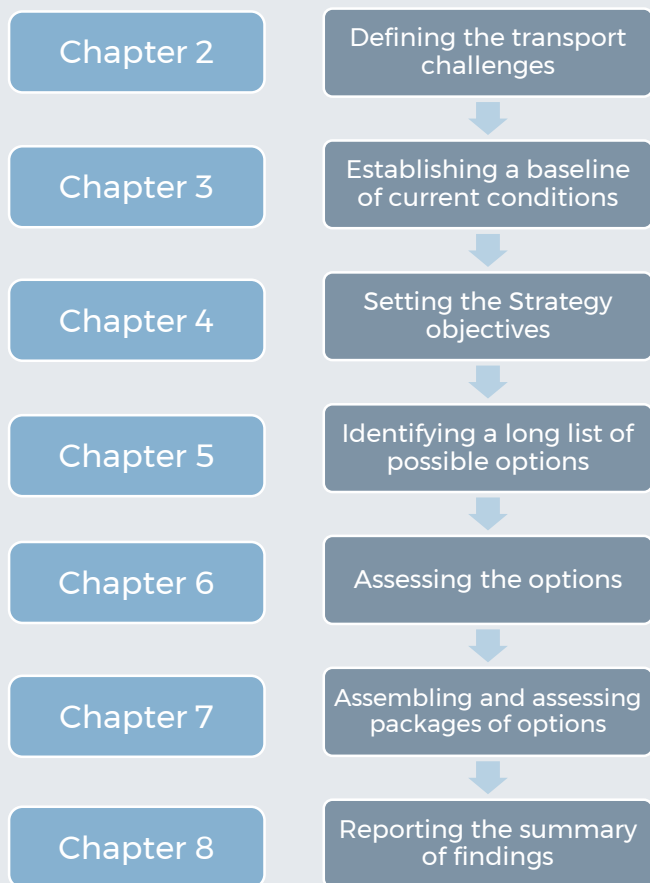 Chapter 2
Defining the transport
challenges
Chapter 3
Establishing a baseline
of current conditions
Chapter 4
Setting the Strategy
objectives
Chapter 5
Identifying a long list of
possible options
Chapter 6
Assessing the options
Chapter 7
Assembling and assessing
packages of options
Chapter 8
Reporting the summary
of findings